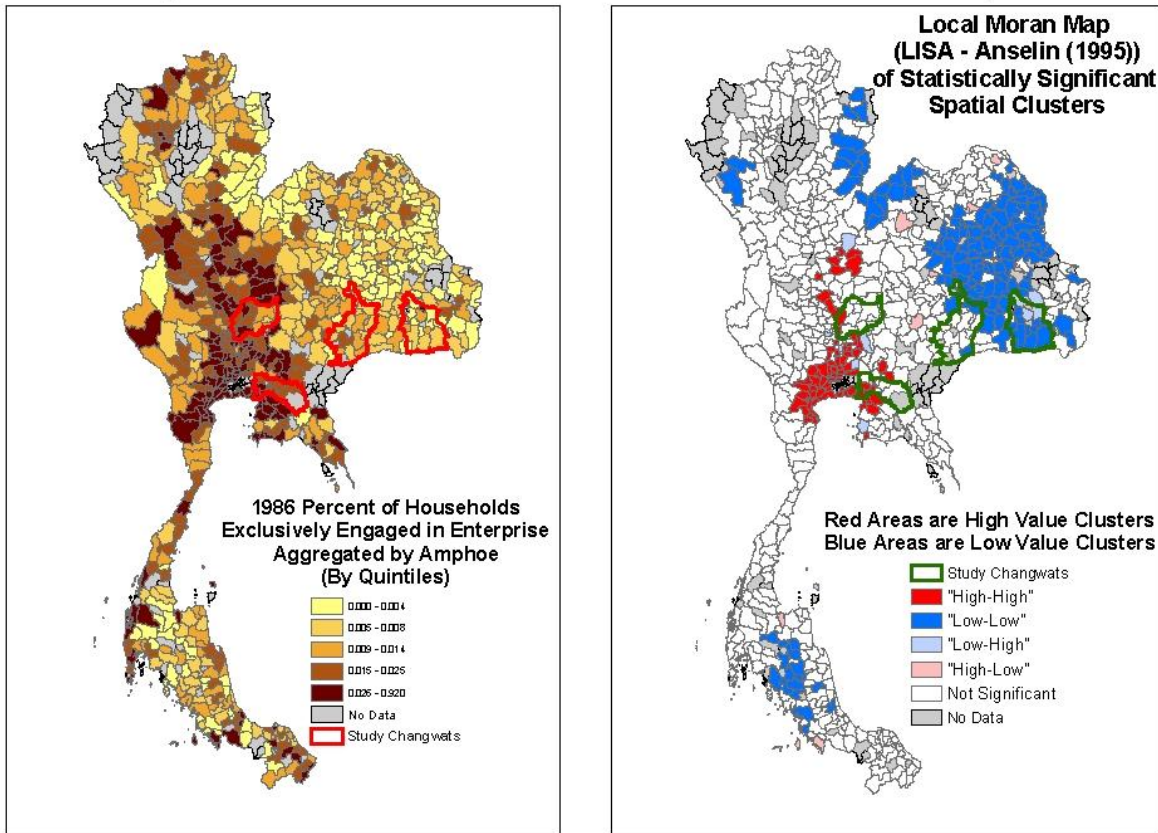 1986 Percent of Households
Exclusively Engaged in Enterprise
Aggregated by Amphoe
(By Quintiles)
0.000 - 0.004
0.005 - 0.008
0.009 - 0.014
0.015 - 0.025
0.026 - 0.920
No Data
Study Changwats
Local Moran Map
(LISA - Anselin (1995))
of Statistically Significant
Spatial Clusters
Red Areas are High Value Clusters
Blue Areas are Low Value Clusters
Study Changwats
"High-High"
"Low-Low"
"Low-High"
"High-Low"
Not Significant
No Data